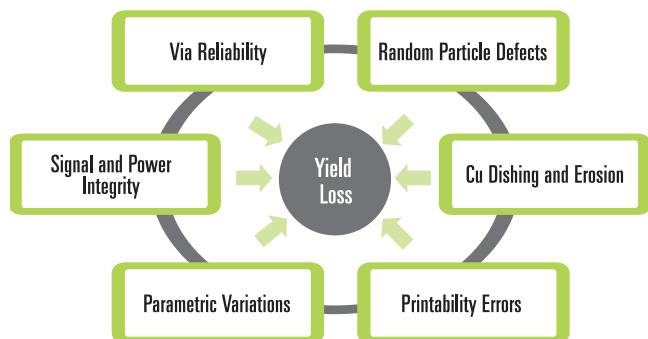 Via Reliability
Random Particle Defects
Signal and Power
Integrity
Yield
Loss
Cu Dishing and Erosion
Parametric Variations
Printability Errors